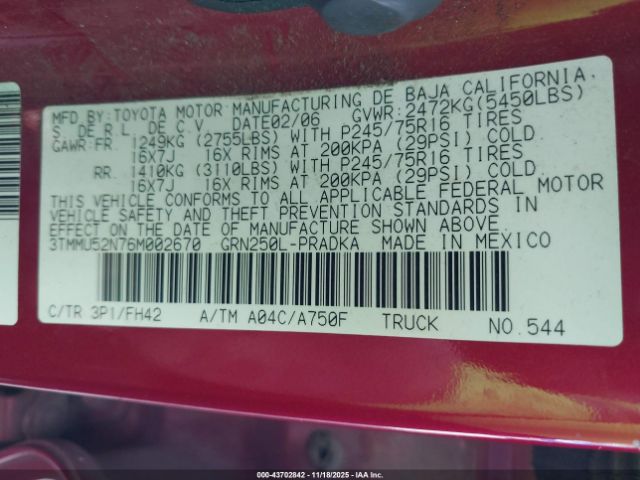 MFD.BY:TOYOTA MOTOR MANUFACTURING DE BAJA CALIFORNIA,
S. DE R.L. DE C.V. DATE02/06 GVWR:2472KG(5450LBS)
GAWR:FR. 1249KG (2755LBS) WITH P245/75R16 TIRES
16X7J 16X RIMS AT 200KPA (29PSI) COLD.
RR. 1410KG (3110LBS) WITH P245/75R16 TIRES
16X7J 16X RIMS AT 200KPA (29PSI) COLD.
THIS VEHICLE CONFORMS TO ALL APPLICABLE FEDERAL MOTOR
VEHICLE SAFETY AND THEFT PREVENTION STANDARDS IN
EFFECT ON THE DATE OF MANUFACTURE SHOWN ABOVE.
3TMMU52N76M002670 GRN250L-PRADKA MADE IN MEXICO
C/TR 3P1/FH42 A/TM A04C/A750F TRUCK NO.544
000-43702842 - 11/18/2025 - IAA Inc.